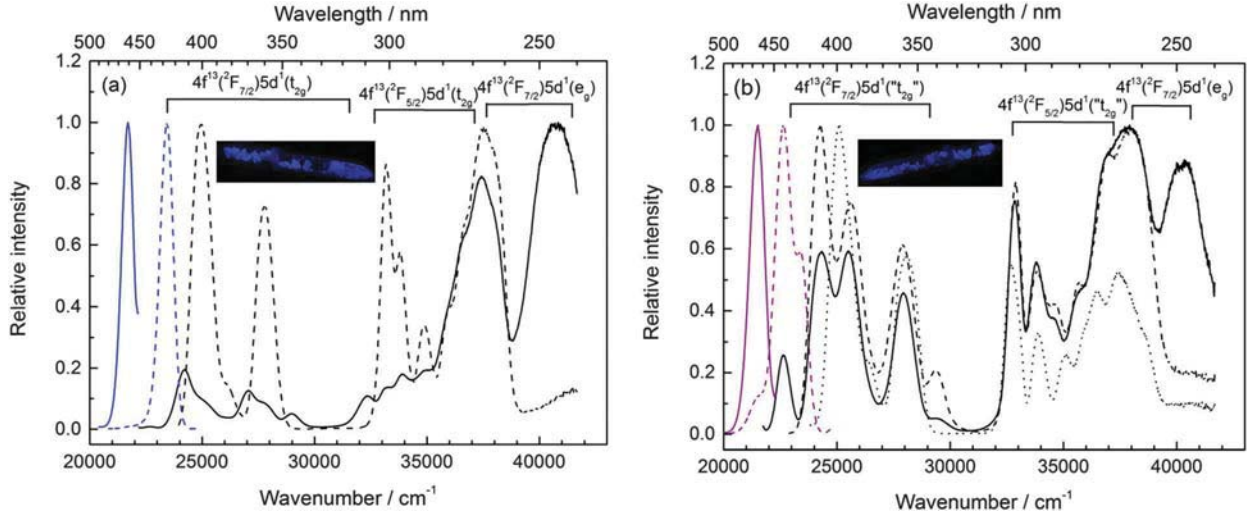 Wavelength / nm
500 450 400 350 300 250
1.2
(a)
4f¹³(²F₇/₂)5d¹(t₂g)
4f¹³(²F₅/₂)5d¹(t₂g)
4f¹³(²F₇/₂)5d¹(e_g)
1.0
0.8
0.6
0.4
0.2
0.0
Relative intensity
20000 25000 30000 35000 40000
Wavenumber / cm⁻¹
Wavelength / nm
500 450 400 350 300 250
1.2
(b)
4f¹³(²F₇/₂)5d¹("t₂g")
4f¹³(²F₅/₂)5d¹("t₂g")
4f¹³(²F₇/₂)5d¹(e_g)
1.0
0.8
0.6
0.4
0.2
0.0
Relative intensity
20000 25000 30000 35000 40000
Wavenumber / cm⁻¹